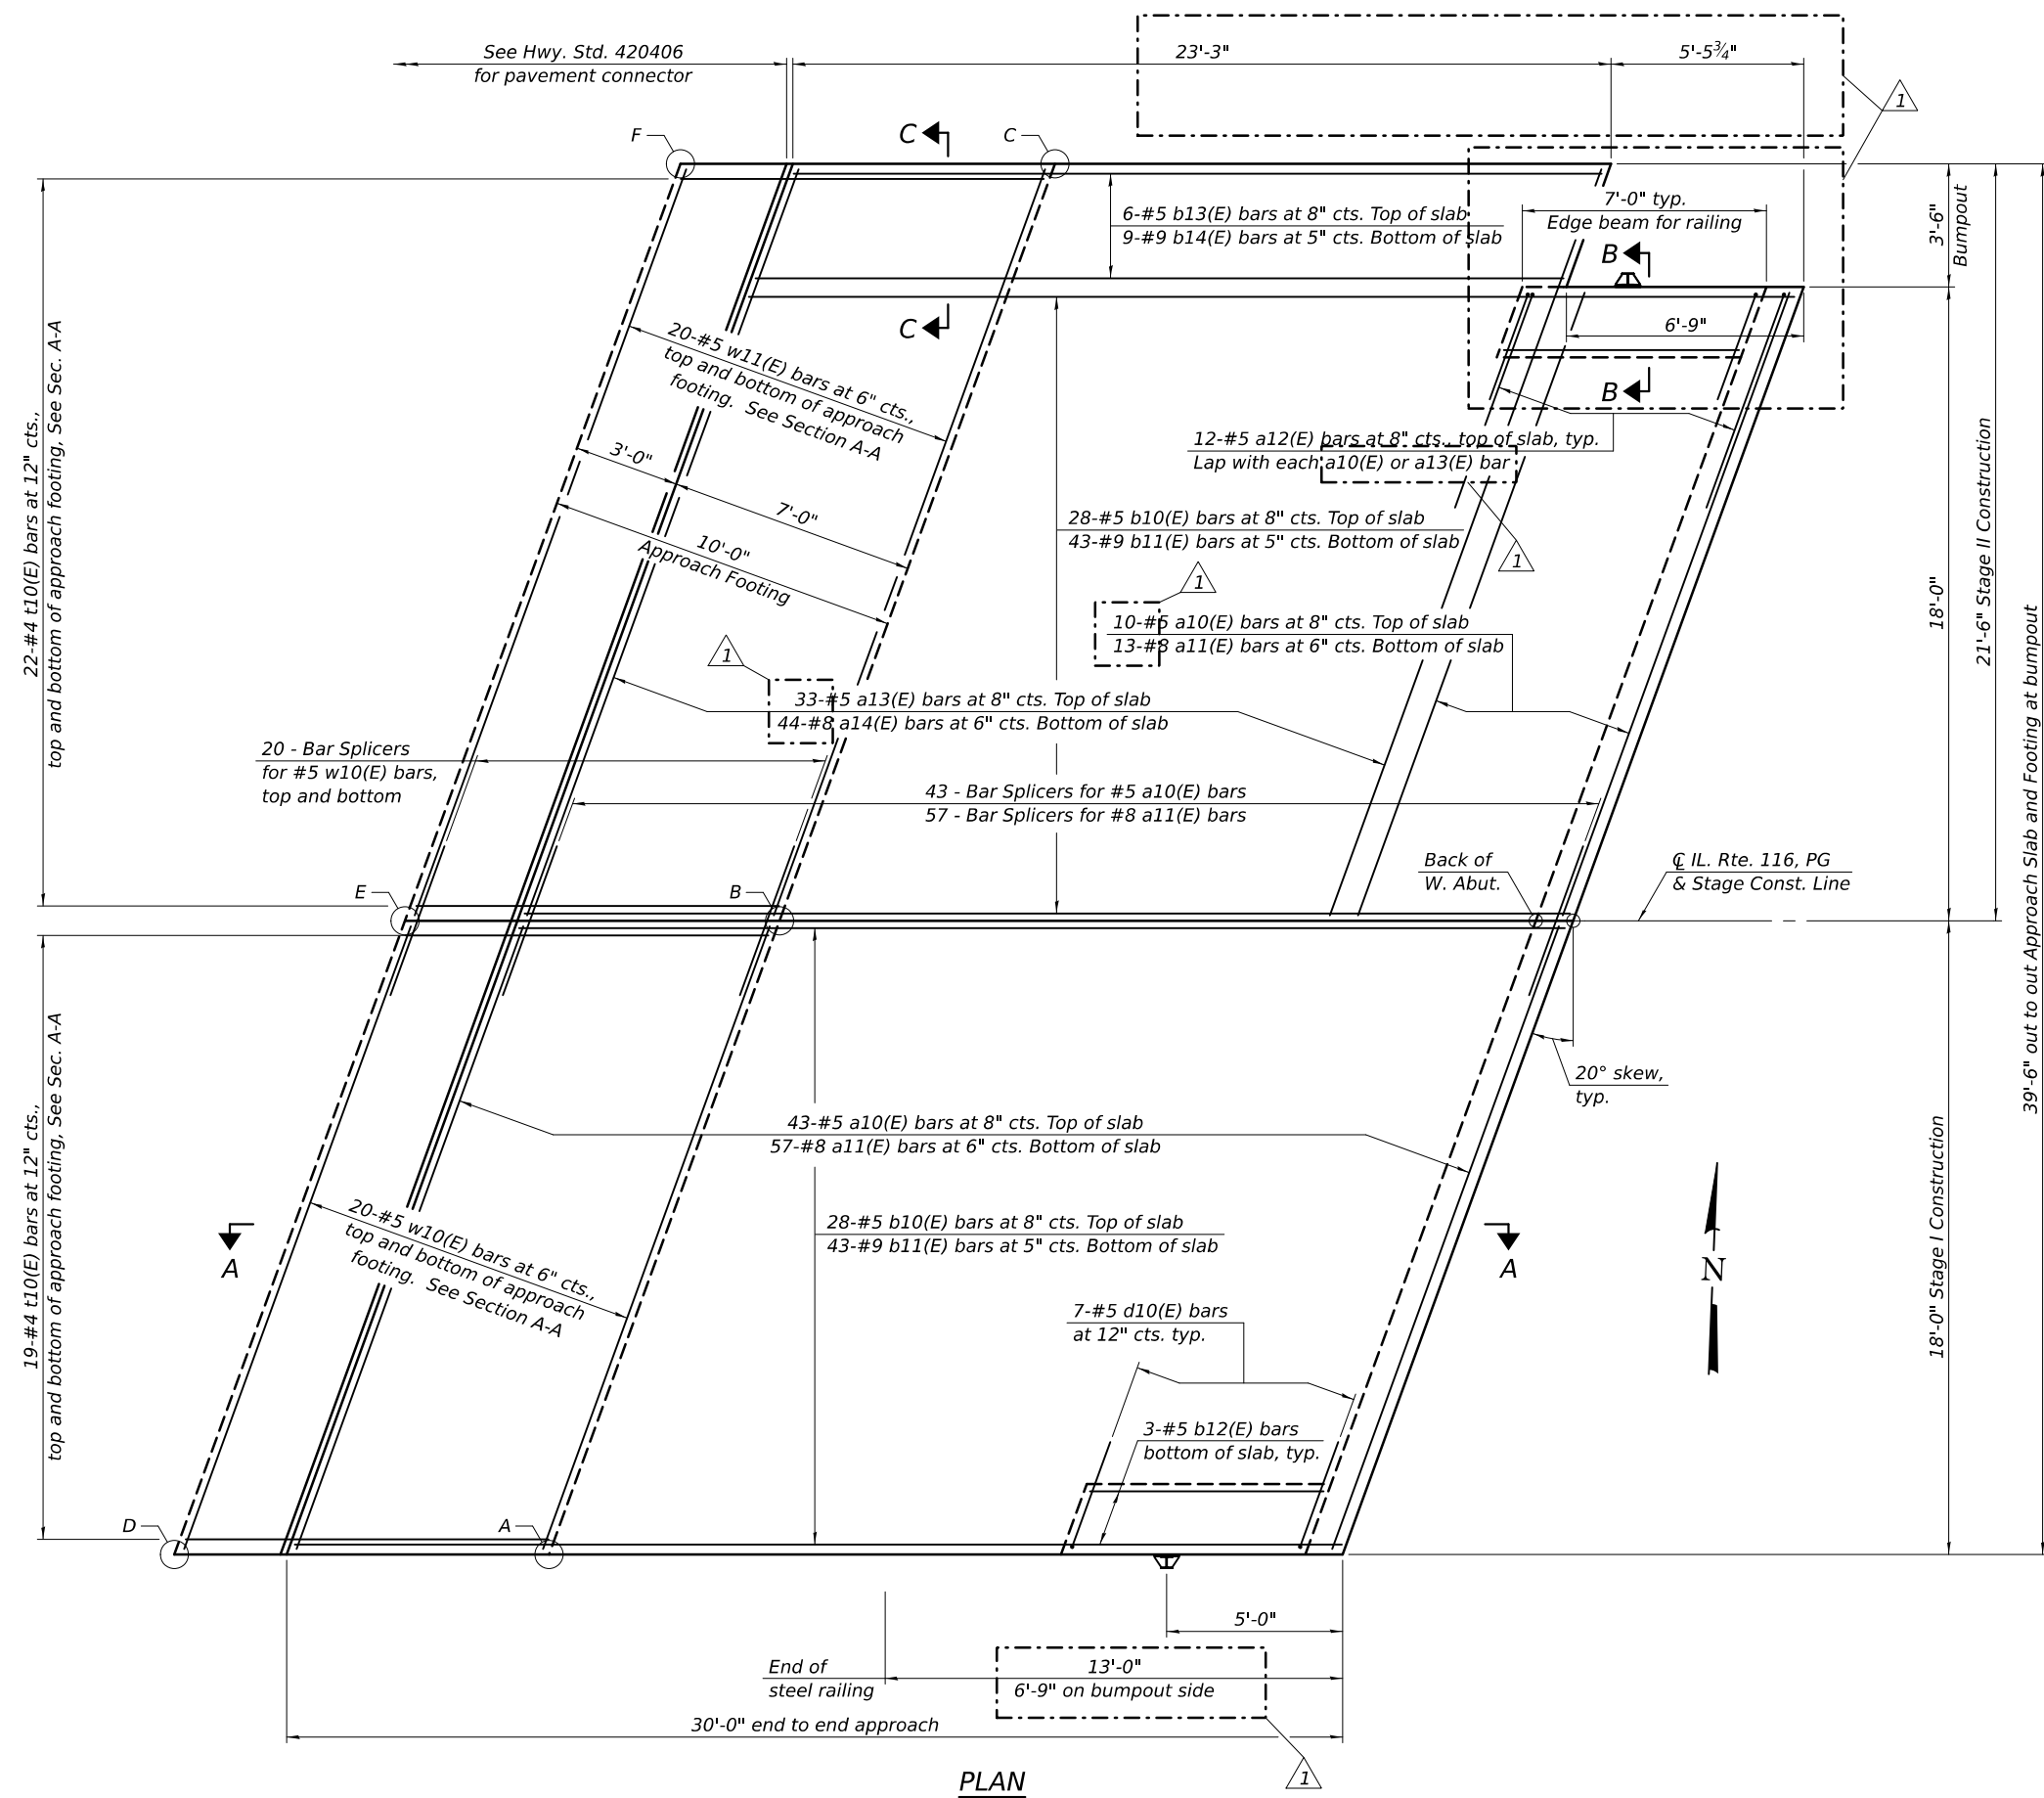 See Hwy. Std. 420406
for pavement connector
23'-3"
5'-5¾"
1
F
C
C
C
6-#5 b13(E) bars at 8" cts. Top of slab
9-#9 b14(E) bars at 5" cts. Bottom of slab
7'-0" typ.
Edge beam for railing
3'-6"
Bumpout
B
C
6'-9"
B
20-#5 w11(E) bars at 6" cts.,
top and bottom of approach
footing. See Section A-A
12-#5 a12(E) bars at 8" cts., top of slab, typ.
Lap with each a10(E) or a13(E) bar
3'-0"
7'-0"
10'-0"
Approach Footing
28-#5 b10(E) bars at 8" cts. Top of slab
43-#9 b11(E) bars at 5" cts. Bottom of slab
1
1
10-#5 a10(E) bars at 8" cts. Top of slab
13-#8 a11(E) bars at 6" cts. Bottom of slab
1
33-#5 a13(E) bars at 8" cts. Top of slab
44-#8 a14(E) bars at 6" cts. Bottom of slab
22-#4 t10(E) bars at 12" cts.,
top and bottom of approach footing, See Sec. A-A
18'-0"
21'-6" Stage II Construction
39'-6" out to out Approach Slab and Footing at bumpout
20 - Bar Splicers
for #5 w10(E) bars,
top and bottom
43 - Bar Splicers for #5 a10(E) bars
57 - Bar Splicers for #8 a11(E) bars
E
B
Back of
W. Abut.
℄ IL. Rte. 116, PG
& Stage Const. Line
20° skew,
typ.
19-#4 t10(E) bars at 12" cts.,
top and bottom of approach footing, See Sec. A-A
43-#5 a10(E) bars at 8" cts. Top of slab
57-#8 a11(E) bars at 6" cts. Bottom of slab
18'-0" Stage I Construction
20-#5 w10(E) bars at 6" cts.,
top and bottom of approach
footing. See Section A-A
28-#5 b10(E) bars at 8" cts. Top of slab
43-#9 b11(E) bars at 5" cts. Bottom of slab
A
A
N
7-#5 d10(E) bars
at 12" cts. typ.
3-#5 b12(E) bars
bottom of slab, typ.
D
A
5'-0"
End of
steel railing
13'-0"
6'-9" on bumpout side
30'-0" end to end approach
1
PLAN